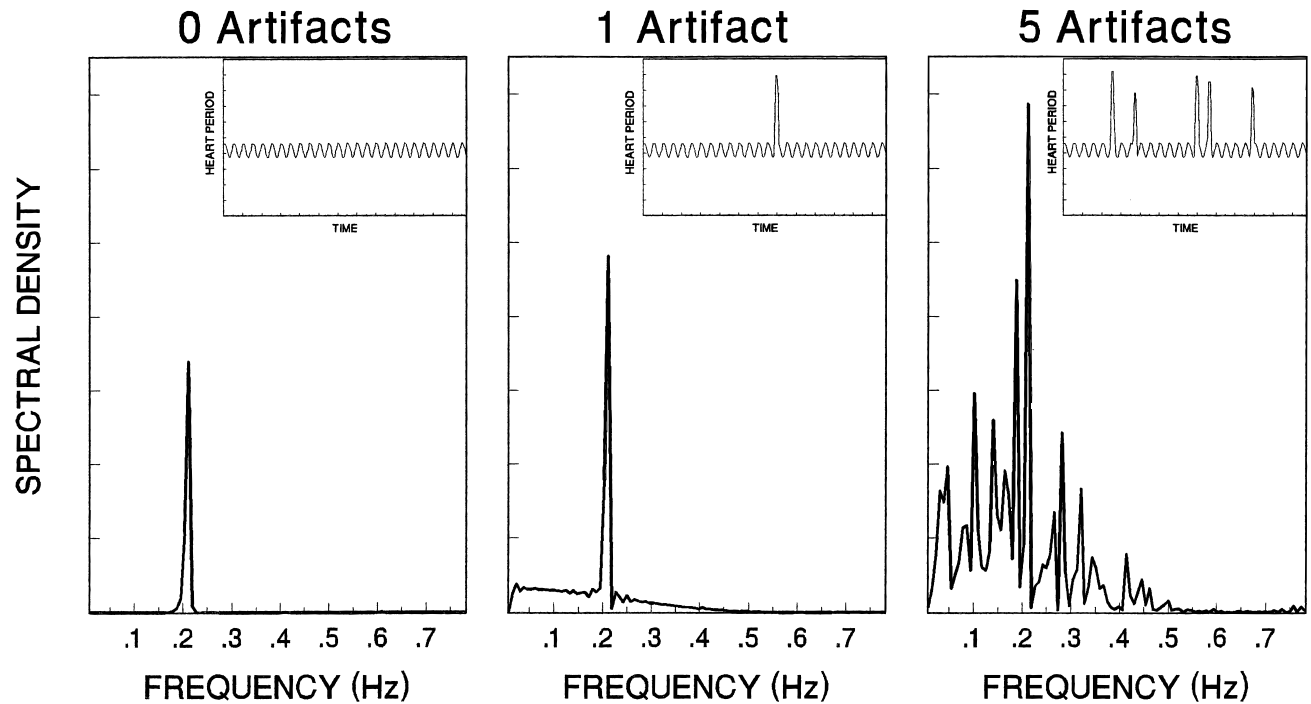 0 Artifacts
1 Artifact
5 Artifacts
SPECTRAL DENSITY
HEART PERIOD
TIME
HEART PERIOD
TIME
HEART PERIOD
TIME
.1 .2 .3 .4 .5 .6 .7
.1 .2 .3 .4 .5 .6 .7
.1 .2 .3 .4 .5 .6 .7
FREQUENCY (Hz)
FREQUENCY (Hz)
FREQUENCY (Hz)